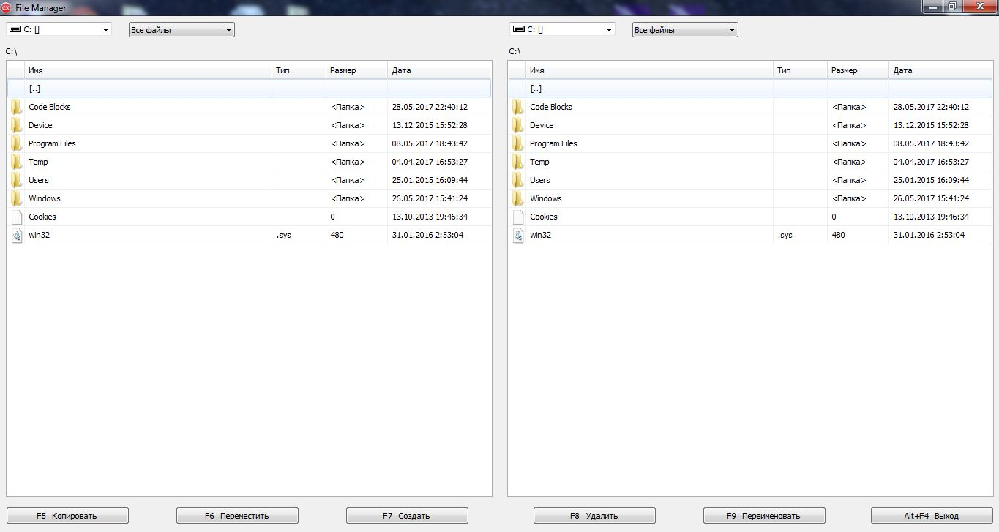 File Manager
C: [] Все файлы C: [] Все файлы
C:\ C:\
Имя Тип Размер Дата Имя Тип Размер Дата
[..] [..]
Code Blocks <Папка> 28.05.2017 22:40:12 Code Blocks <Папка> 28.05.2017 22:40:12
Device <Папка> 13.12.2015 15:52:28 Device <Папка> 13.12.2015 15:52:28
Program Files <Папка> 08.05.2017 18:43:42 Program Files <Папка> 08.05.2017 18:43:42
Temp <Папка> 04.04.2017 16:53:27 Temp <Папка> 04.04.2017 16:53:27
Users <Папка> 25.01.2015 16:09:44 Users <Папка> 25.01.2015 16:09:44
Windows <Папка> 26.05.2017 15:41:24 Windows <Папка> 26.05.2017 15:41:24
Cookies 0 13.10.2013 19:46:34 Cookies 0 13.10.2013 19:46:34
win32 .sys 480 31.01.2016 2:53:04 win32 .sys 480 31.01.2016 2:53:04
F5 Копировать F6 Переместить F7 Создать F8 Удалить F9 Переименовать Alt+F4 Выход